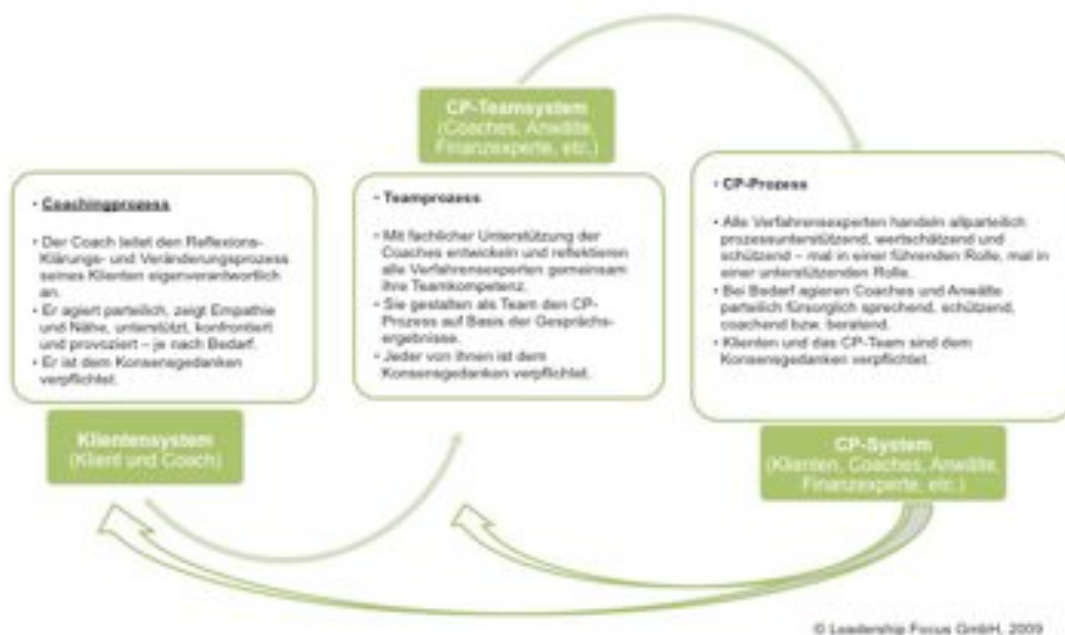 CP-Teamsystem
(Coaches, Anwälte,
Finanzexperte, etc.)
• Coachingprozess
• Der Coach leitet den Reflexions-
Klärungs- und Veränderungsprozess
seines Klienten eigenverantwortlich
an.
• Er agiert parteilich, zeigt Empathie
und Nähe, unterstützt, konfrontiert
und provoziert – je nach Bedarf.
• Er ist dem Konsensgedanken
verpflichtet.
Klientensystem
(Klient und Coach)
• Teamprozess
• Mit fachlicher Unterstützung der
Coaches entwickeln und reflektieren
alle Verfahrensexperten gemeinsam
ihre Teamkompetenz.
• Sie gestalten als Team den CP-
Prozess auf Basis der Gesprächs-
ergebnisse.
• Jeder von ihnen ist dem
Konsensgedanken verpflichtet.
• CP-Prozess
• Alle Verfahrensexperten handeln allparteilich
prozessunterstützend, wertschätzend und
schützend – mal in einer führenden Rolle, mal in
einer unterstützenden Rolle.
• Bei Bedarf agieren Coaches und Anwälte
parteilich fürsorglich sprechend, schützend,
coachend bzw. beratend.
• Klienten und das CP-Team sind dem
Konsensgedanken verpflichtet.
CP-System
(Klienten, Coaches, Anwälte,
Finanzexperte, etc.)
© Leadership Focus GmbH, 2009